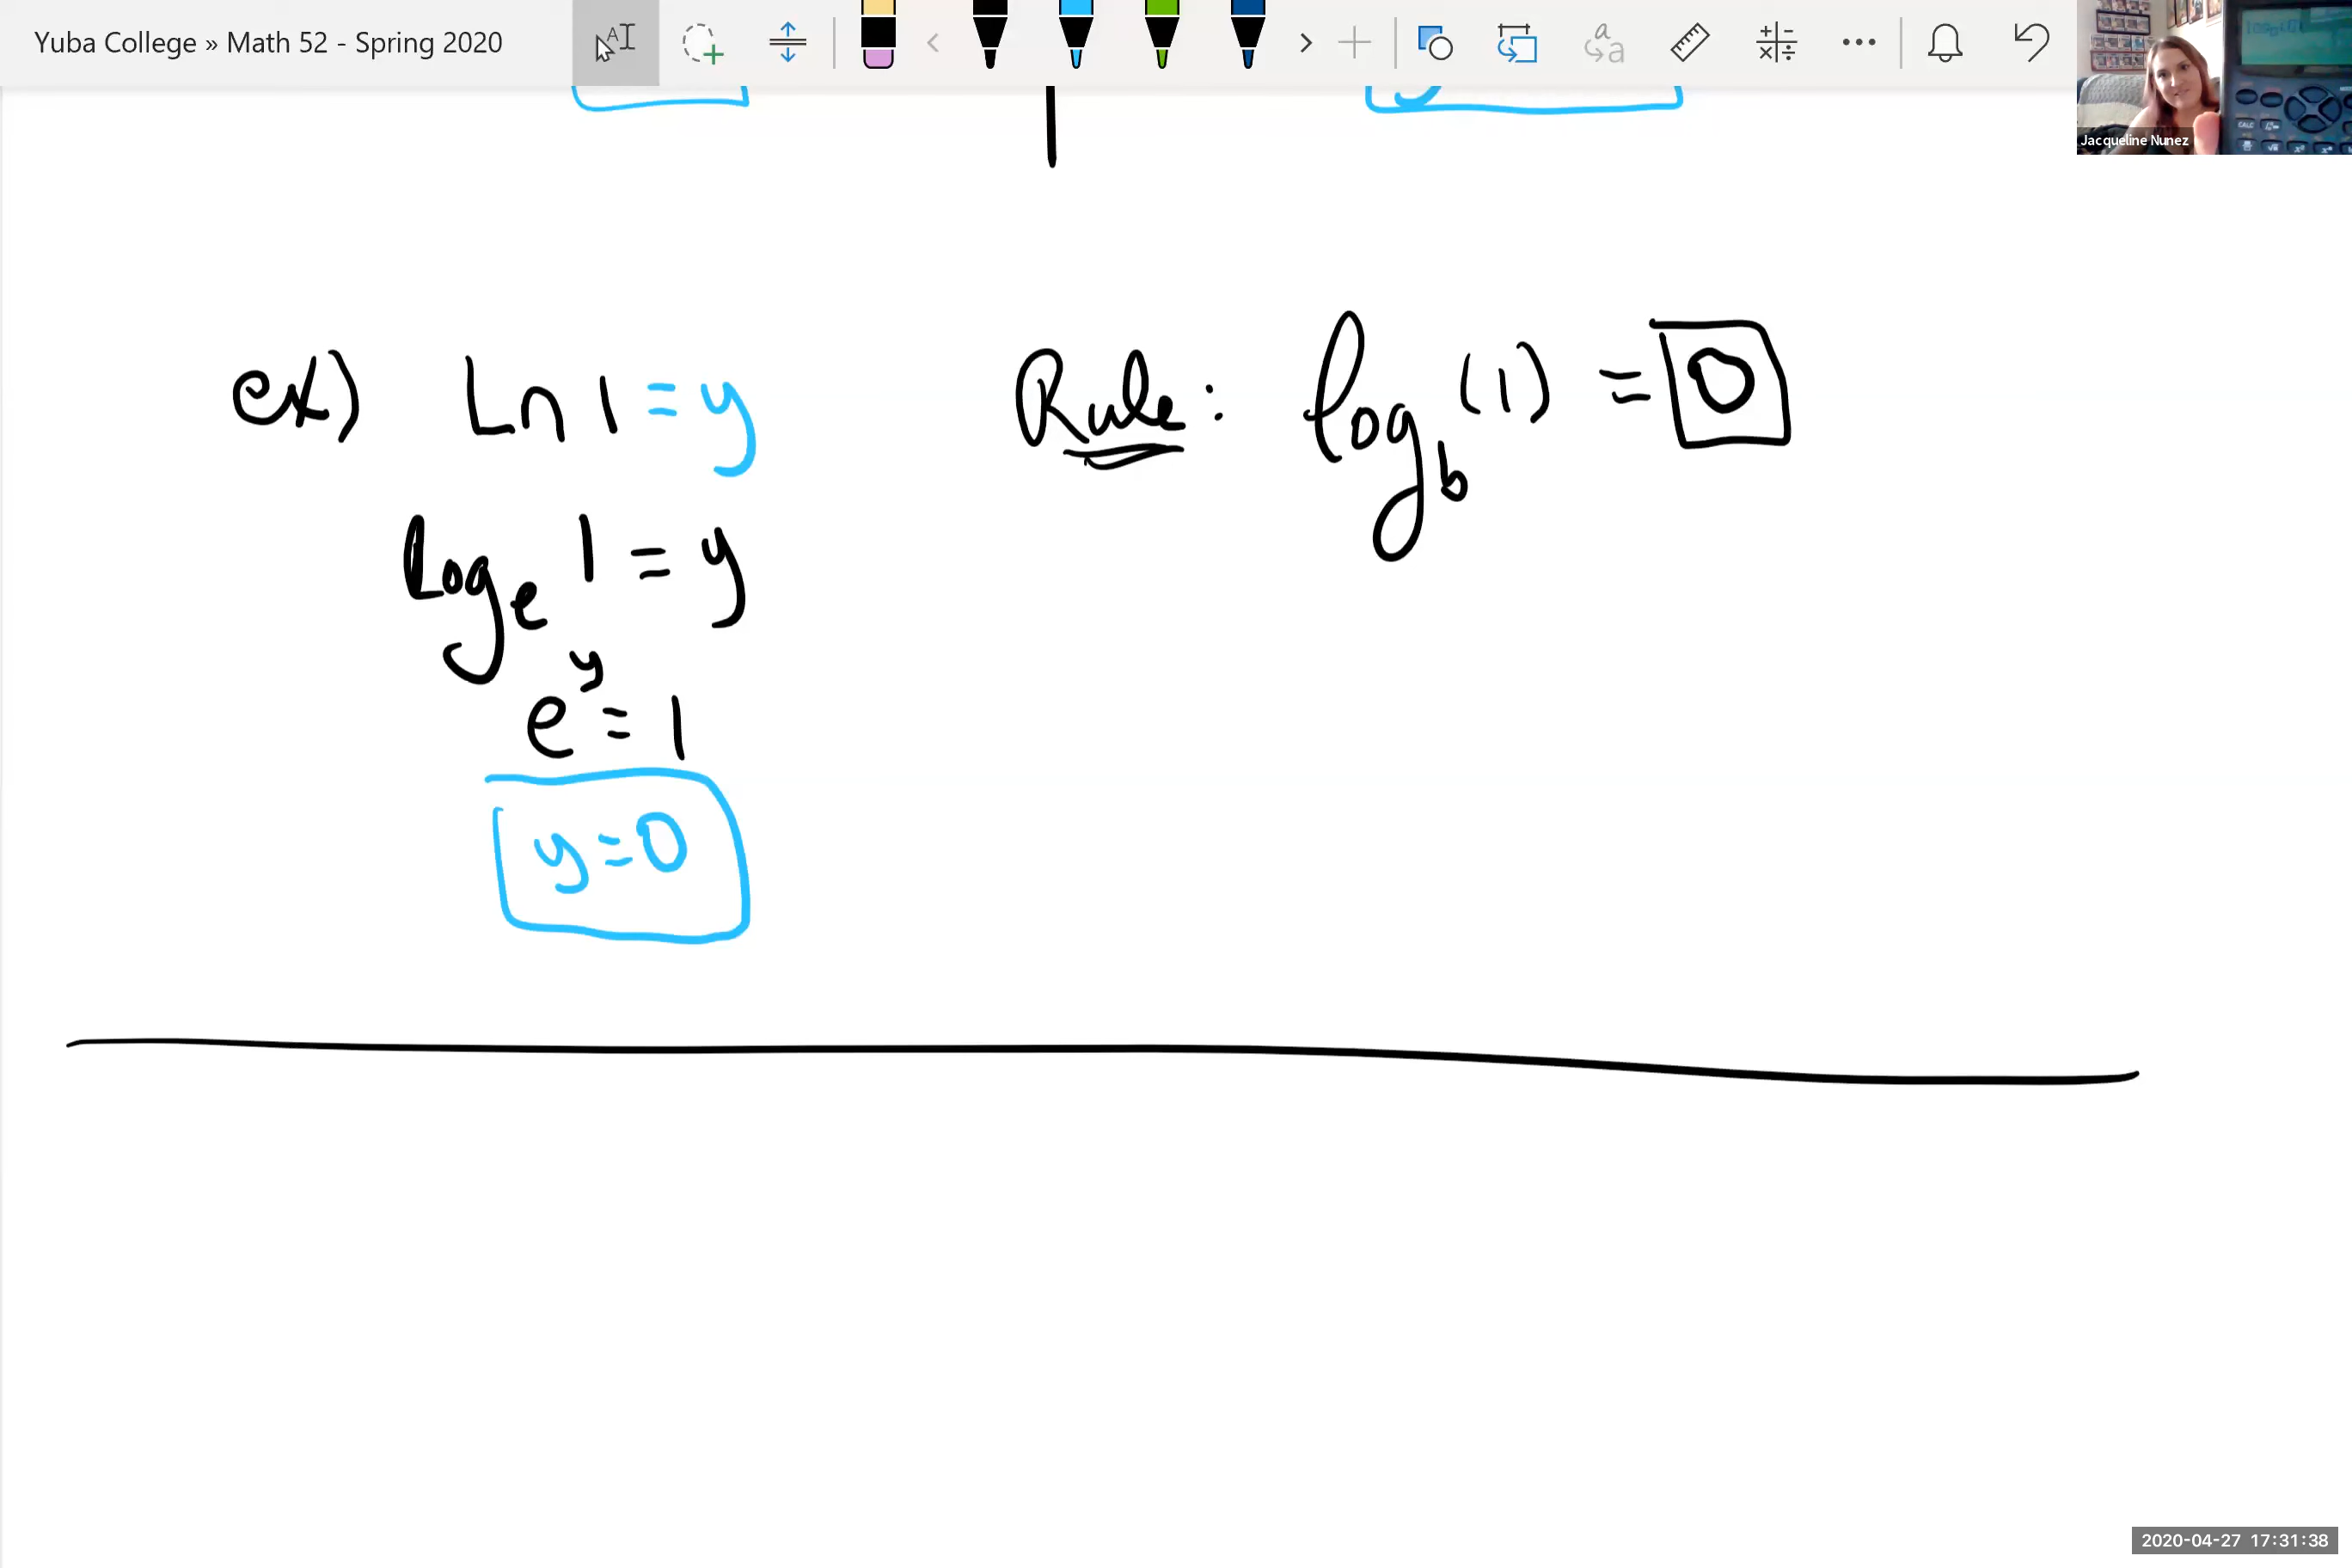 Yuba College » Math 52 - Spring 2020
Jacqueline Nunez
ex) Ln 1 = y
Rule: log_b (1) = 0
log_e 1 = y
e^y = 1
y = 0
2020-04-27 17:31:38